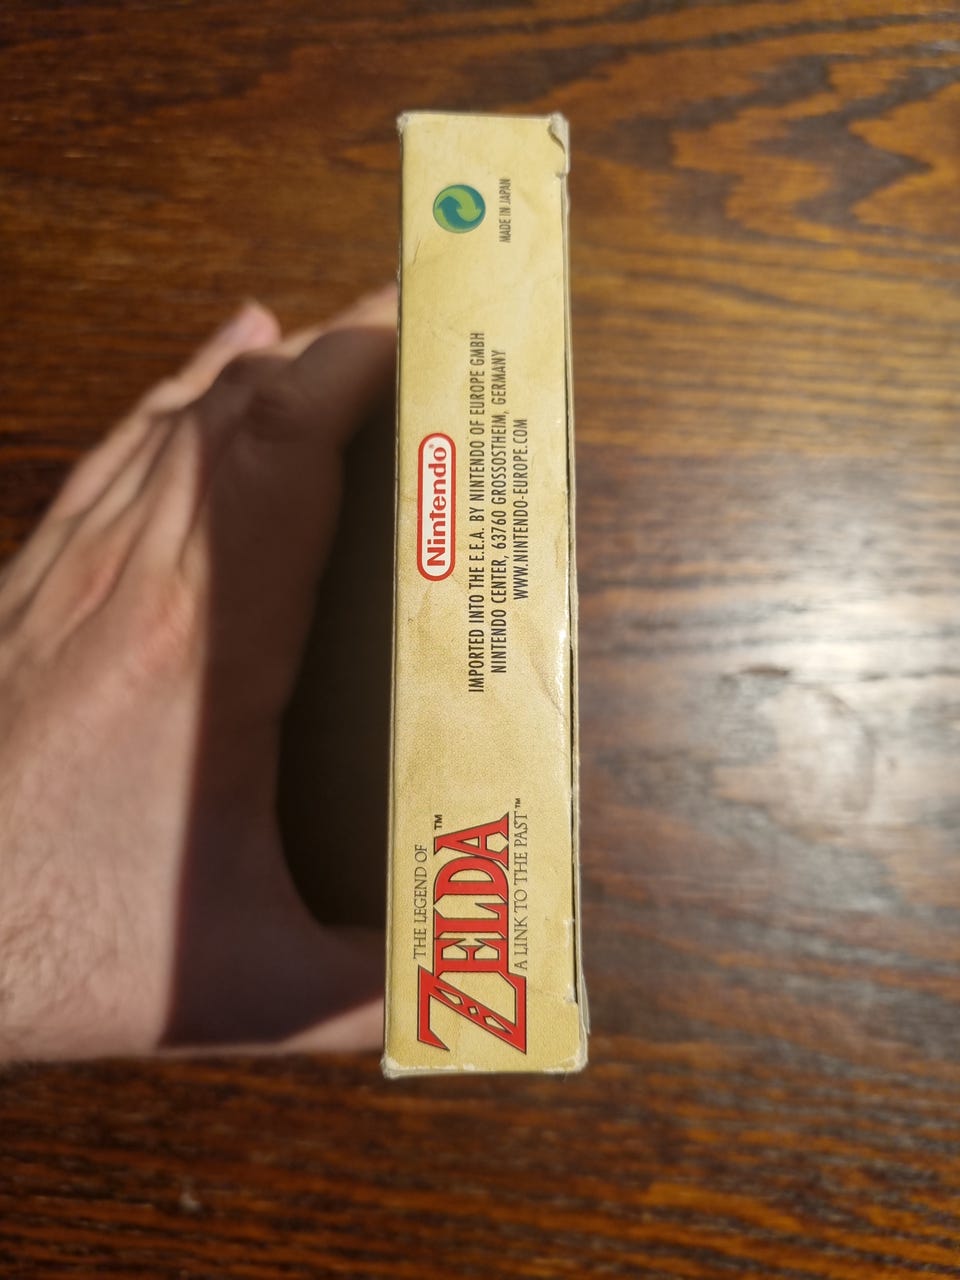 THE LEGEND OF
ZELDA™
A LINK TO THE PAST™
Nintendo®
IMPORTED INTO THE E.E.A. BY NINTENDO OF EUROPE GMBH
NINTENDO CENTER, 63760 GROSSOSTHEIM, GERMANY
WWW.NINTENDO-EUROPE.COM
MADE IN JAPAN